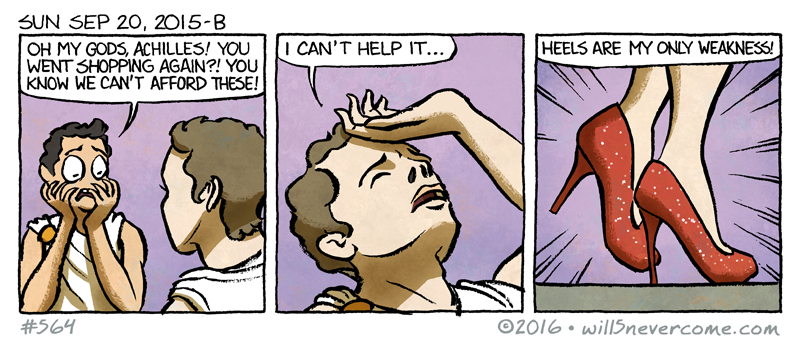 SUN SEP 20, 2015-B
OH MY GODS, ACHILLES! YOU
WENT SHOPPING AGAIN?! YOU
KNOW WE CAN'T AFFORD THESE!
I CAN'T HELP IT...
HEELS ARE MY ONLY WEAKNESS!
#564
©2016 • will5nevercome.com